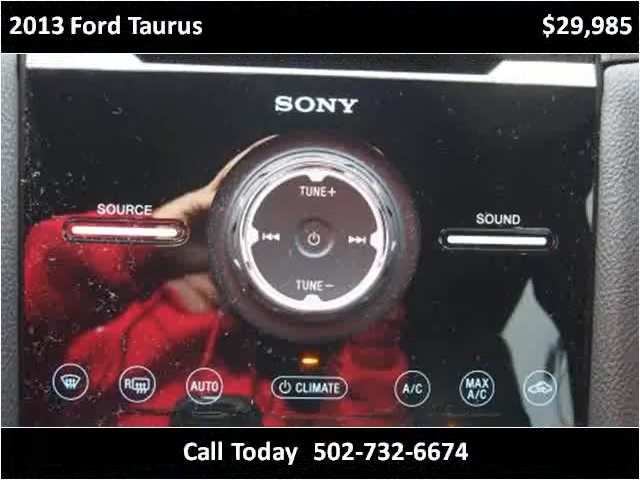 2013 Ford Taurus $29,985
SONY
TUNE+
SOURCE
SOUND
TUNE-
R
AUTO
CLIMATE
A/C
MAX
A/C
Call Today 502-732-6674